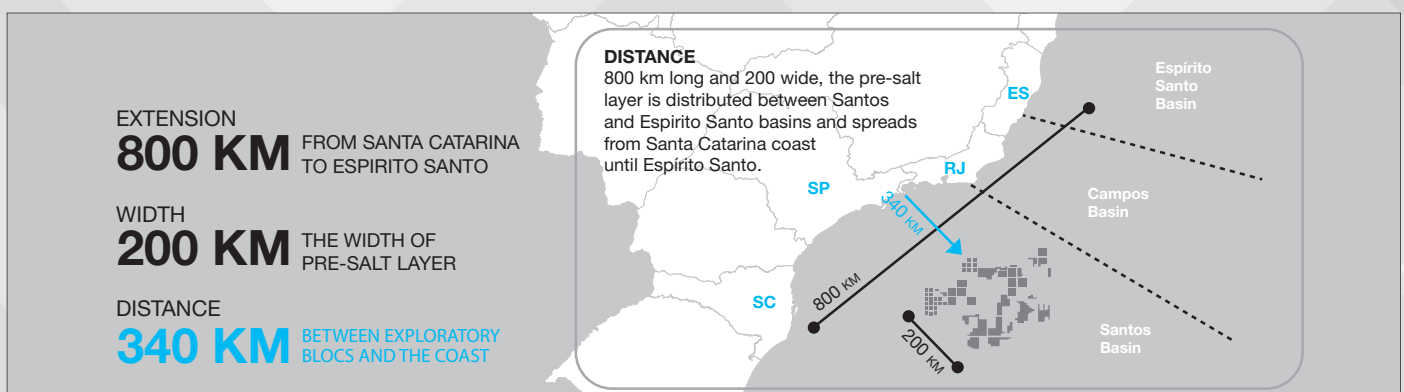 EXTENSION
800 KM
FROM SANTA CATARINA
TO ESPIRITO SANTO
WIDTH
200 KM
THE WIDTH OF
PRE-SALT LAYER
DISTANCE
340 KM
BETWEEN EXPLORATORY
BLOCS AND THE COAST
DISTANCE
800 km long and 200 wide, the pre-salt
layer is distributed between Santos
and Espirito Santo basins and spreads
from Santa Catarina coast
until Espírito Santo.
ES
RJ
SP
SC
340 KM
800 KM
200 KM
Espírito
Santo
Basin
Campos
Basin
Santos
Basin